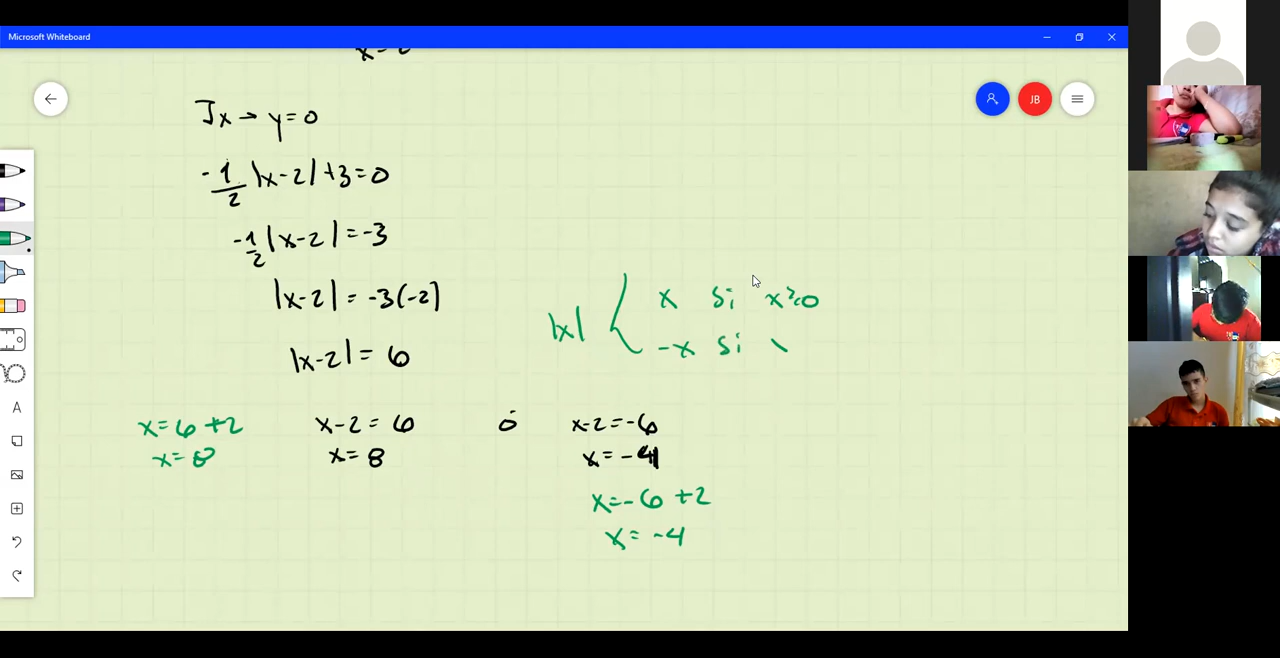 Microsoft Whiteboard
JB
Ix → y=0
-1/2 |x-2| +3=0
-1/2 |x-2| = -3
|x-2| = -3(-2)
|x-2| = 6
|x| { x si x≥0
-x si
x=6+2 x-2=6 ó x-2=-6
x=8 x=8 x=-4
x=-6+2
x=-4
A